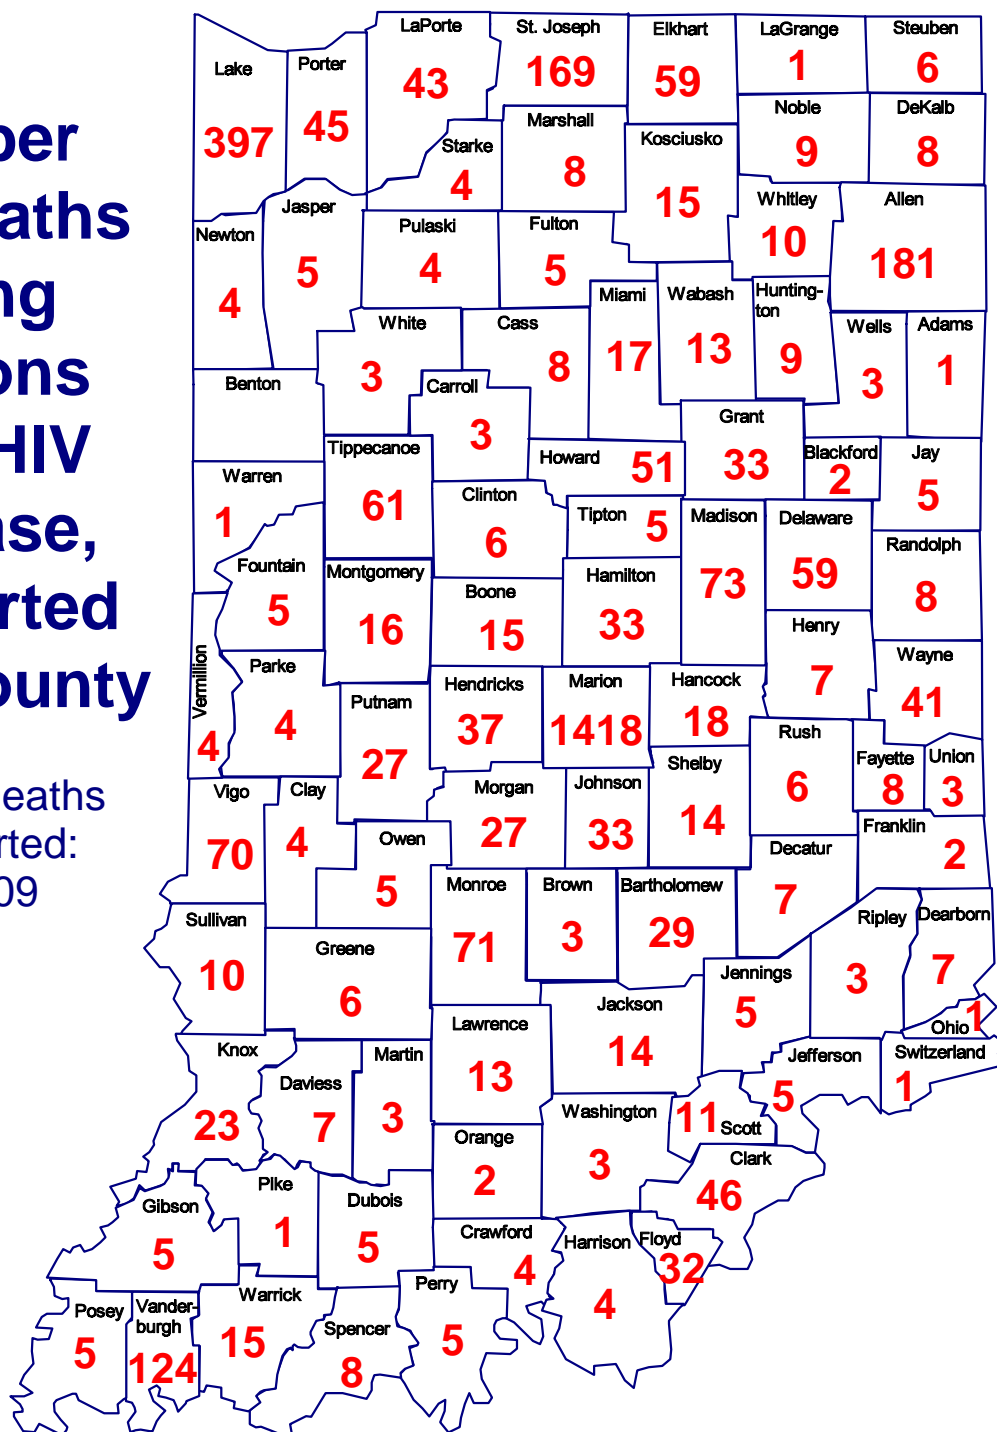 ber
aths
ng
ons
HIV
ase,
rted
ounty
eaths
rted:
09
LaPorte
43
St. Joseph
169
Elkhart
59
LaGrange
1
Steuben
6
Lake
397
Porter
45
Noble
9
DeKalb
8
Marshall
8
Starke
4
Kosciusko
15
Whitley
10
Allen
181
Jasper
5
Newton
4
Pulaski
4
Fulton
5
Miami
17
Wabash
13
Hunting-
ton
9
White
3
Cass
8
Wells
3
Adams
1
Benton
Carroll
3
Grant
33
Tippecanoe
61
Howard 51
Blackford
2
Jay
5
Warren
1
Clinton
6
Tipton 5
Madison
73
Delaware
59
Randolph
8
Fountain
5
Montgomery
16
Boone
15
Hamilton
33
Henry
7
Wayne
41
Vermillion
4
Parke
4
Putnam
27
Hendricks
37
Marion
1418
Hancock
18
Rush
6
Fayette
8
Union
3
Shelby
14
Vigo
70
Clay
4
Morgan
27
Johnson
33
Franklin
2
Owen
5
Decatur
7
Monroe
71
Brown
3
Bartholomew
29
Ripley
3
Dearborn
7
Sullivan
10
Greene
6
Jennings
5
Jackson
14
Ohio 1
Lawrence
13
Knox
23
Martin
3
Daviess
7
Jefferson
5
Switzerland
1
Washington
3
11 Scott
Orange
2
Clark
46
Pike
1
Dubois
5
Gibson
5
Crawford
4
Harrison
4
Floyd
32
Perry
5
Warrick
15
Posey
5
Vander-
burgh
124
Spencer
8